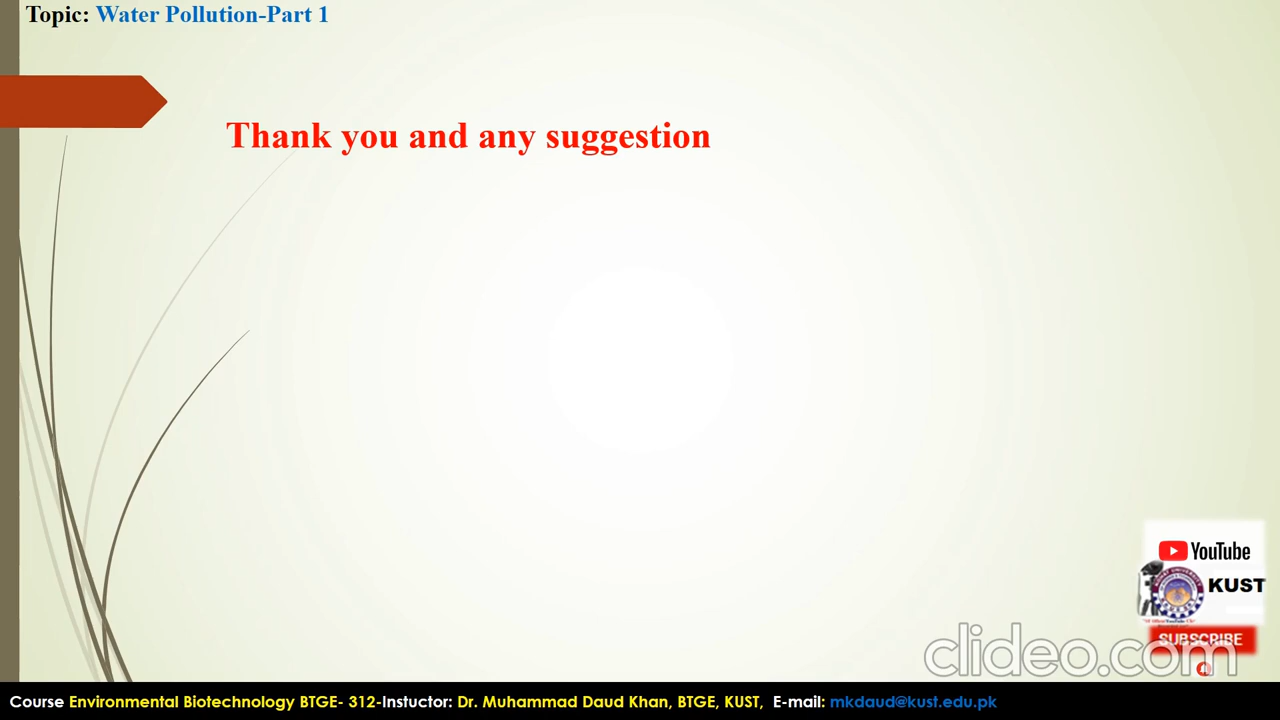 Topic: Water Pollution-Part 1
Thank you and any suggestion
YouTube
KUST
SUBSCRIBE
clideo.com
Course Environmental Biotechnology BTGE- 312-Instuctor: Dr. Muhammad Daud Khan, BTGE, KUST, E-mail: mkdaud@kust.edu.pk